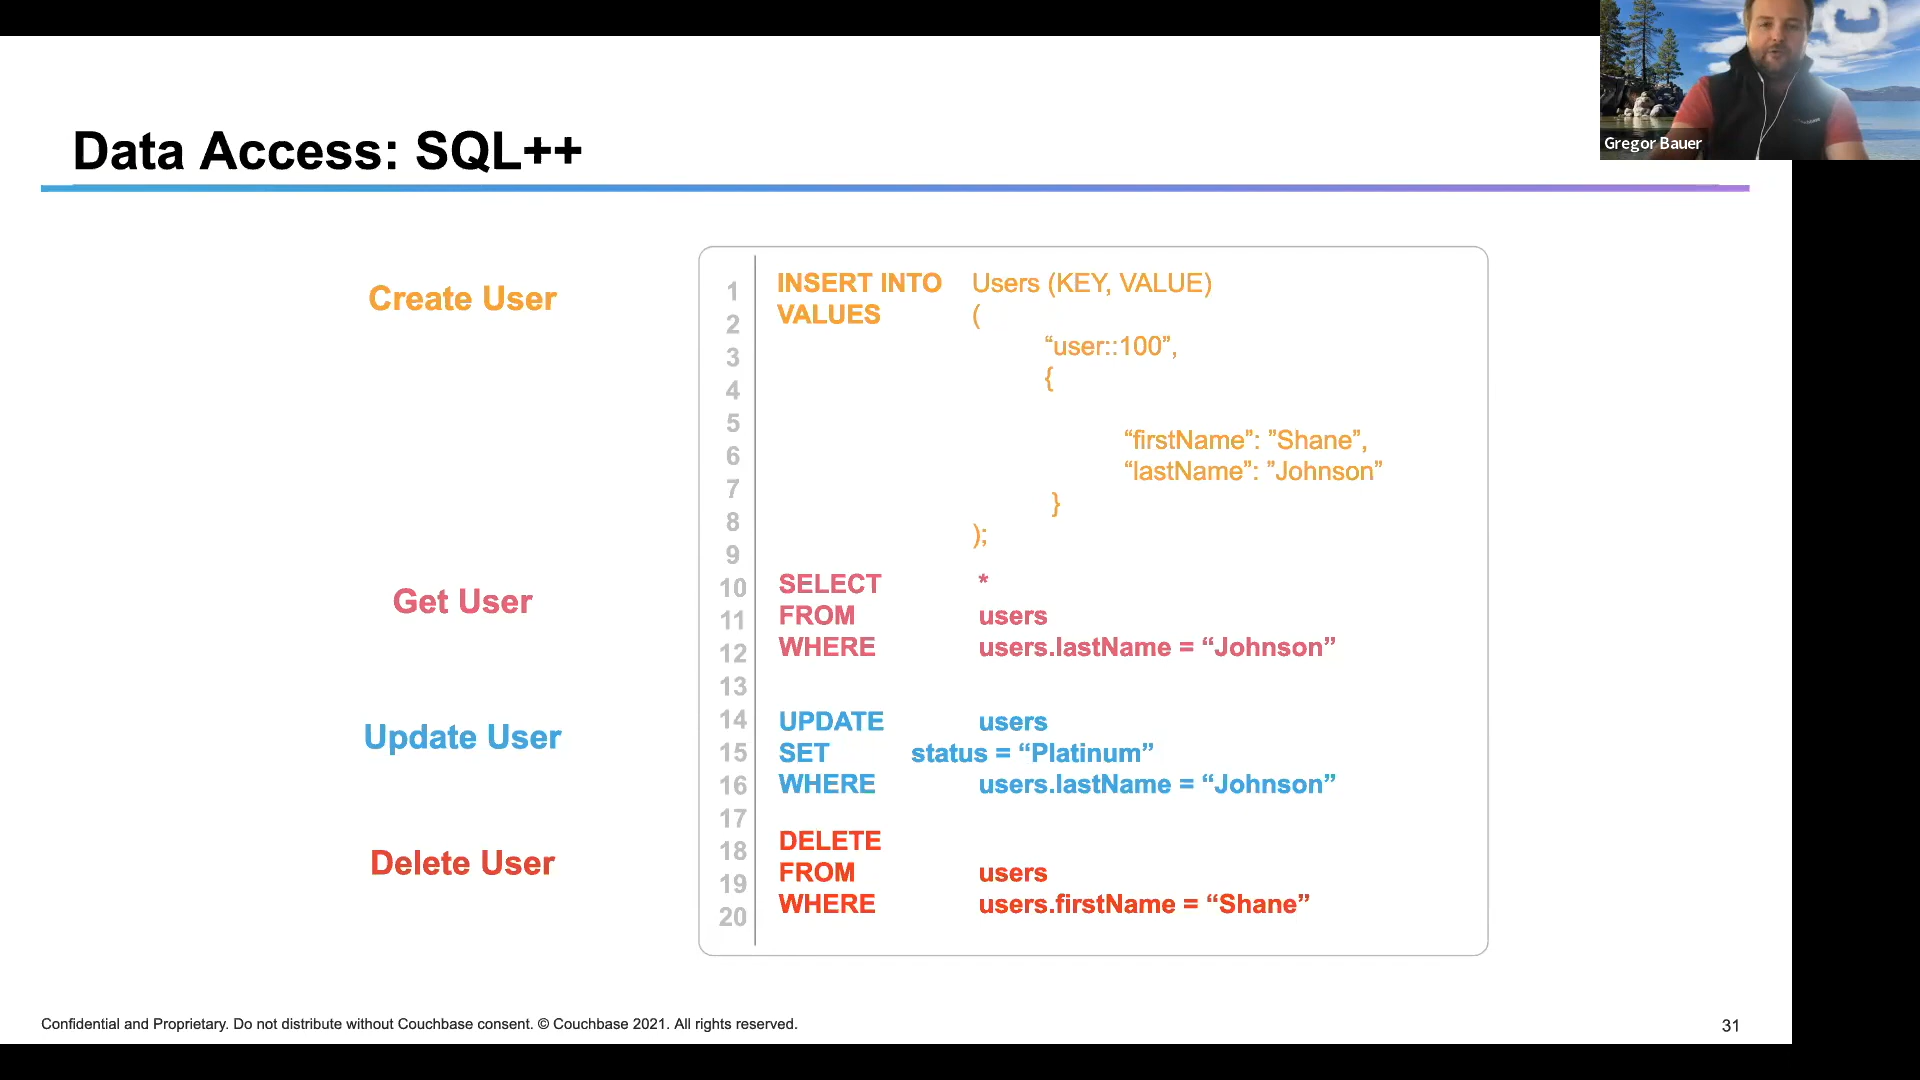 Gregor Bauer
Data Access: SQL++
Create User
1 INSERT INTO Users (KEY, VALUE)
2 VALUES (
3 “user::100”,
4 {
5
6 “firstName”: ”Shane”,
7 “lastName”: ”Johnson”
8 }
9 );
Get User
10 SELECT *
11 FROM users
12 WHERE users.lastName = “Johnson”
13
Update User
14 UPDATE users
15 SET status = “Platinum”
16 WHERE users.lastName = “Johnson”
17
Delete User
18 DELETE
19 FROM users
20 WHERE users.firstName = “Shane”
Confidential and Proprietary. Do not distribute without Couchbase consent. © Couchbase 2021. All rights reserved.
31